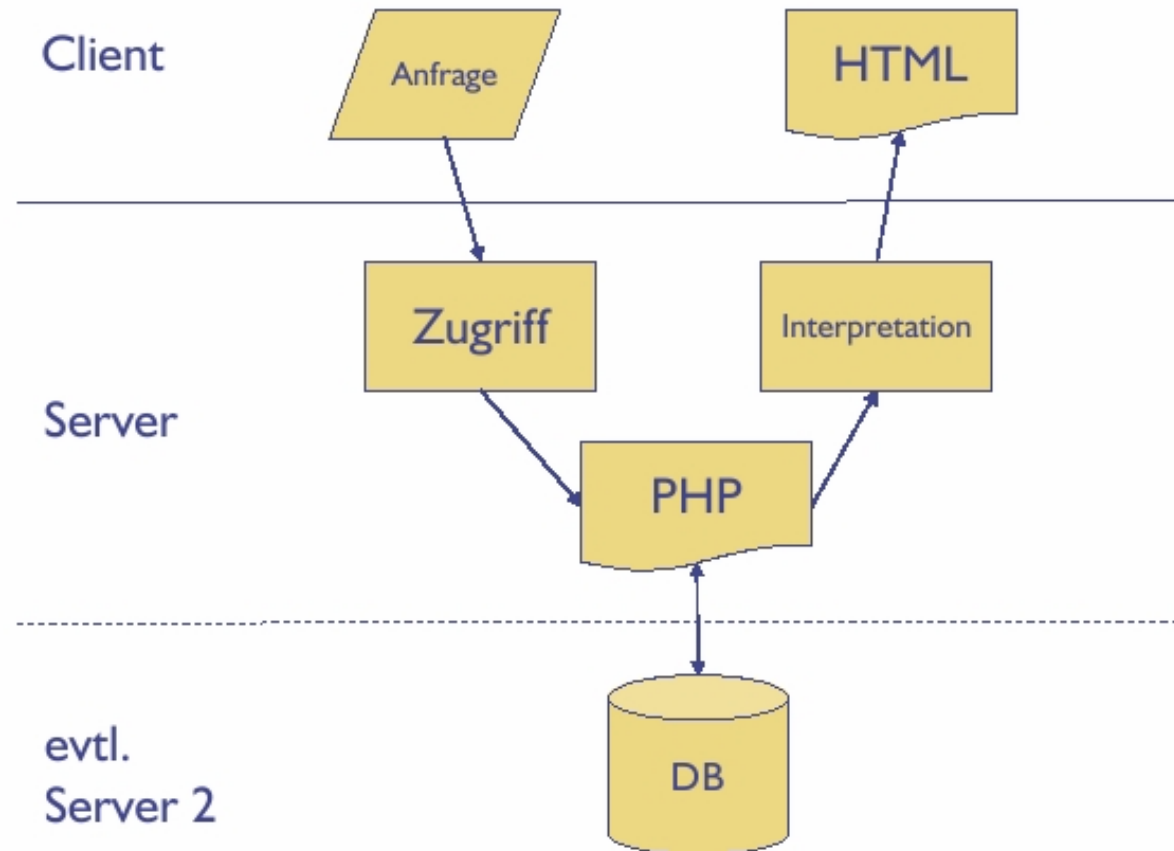 Client
Anfrage
HTML
Zugriff
Interpretation
Server
PHP
evtl.
Server 2
DB